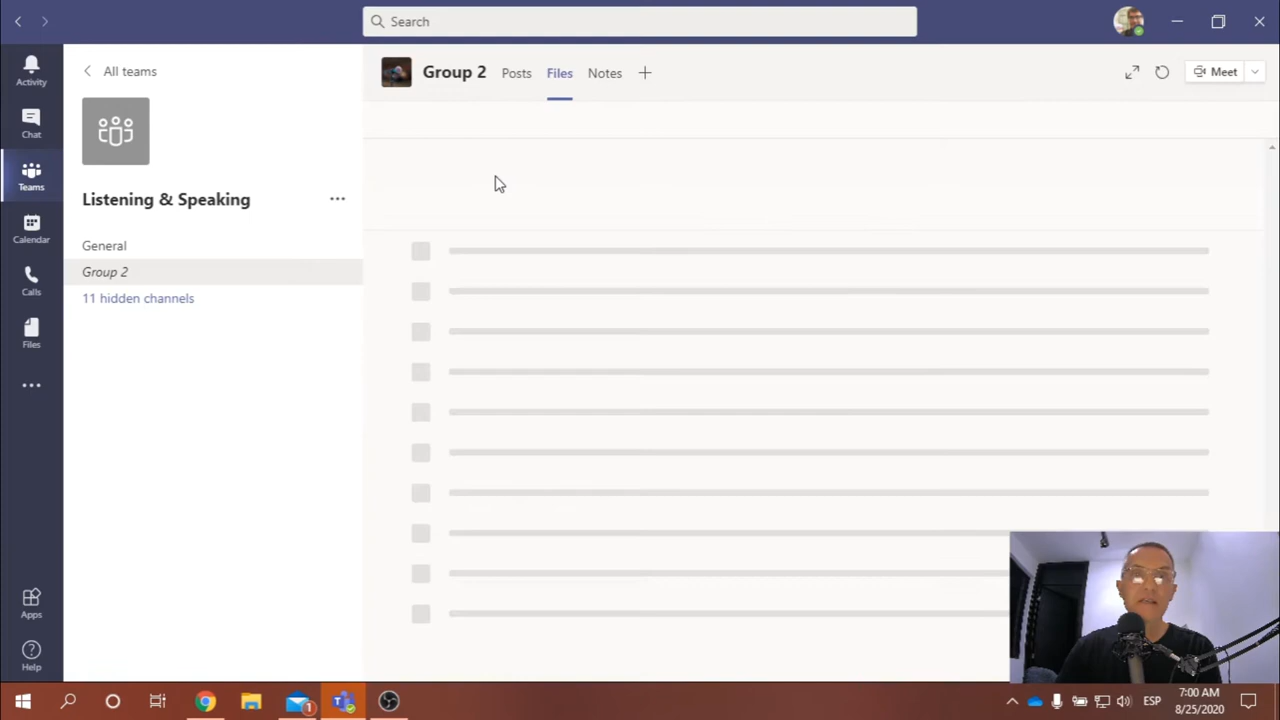 Search
Activity
Chat
Teams
Calendar
Calls
Files
Apps
Help
All teams
Listening & Speaking
General
Group 2
11 hidden channels
Group 2 Posts Files Notes
Meet
1
ESP
7:00 AM
8/25/2020